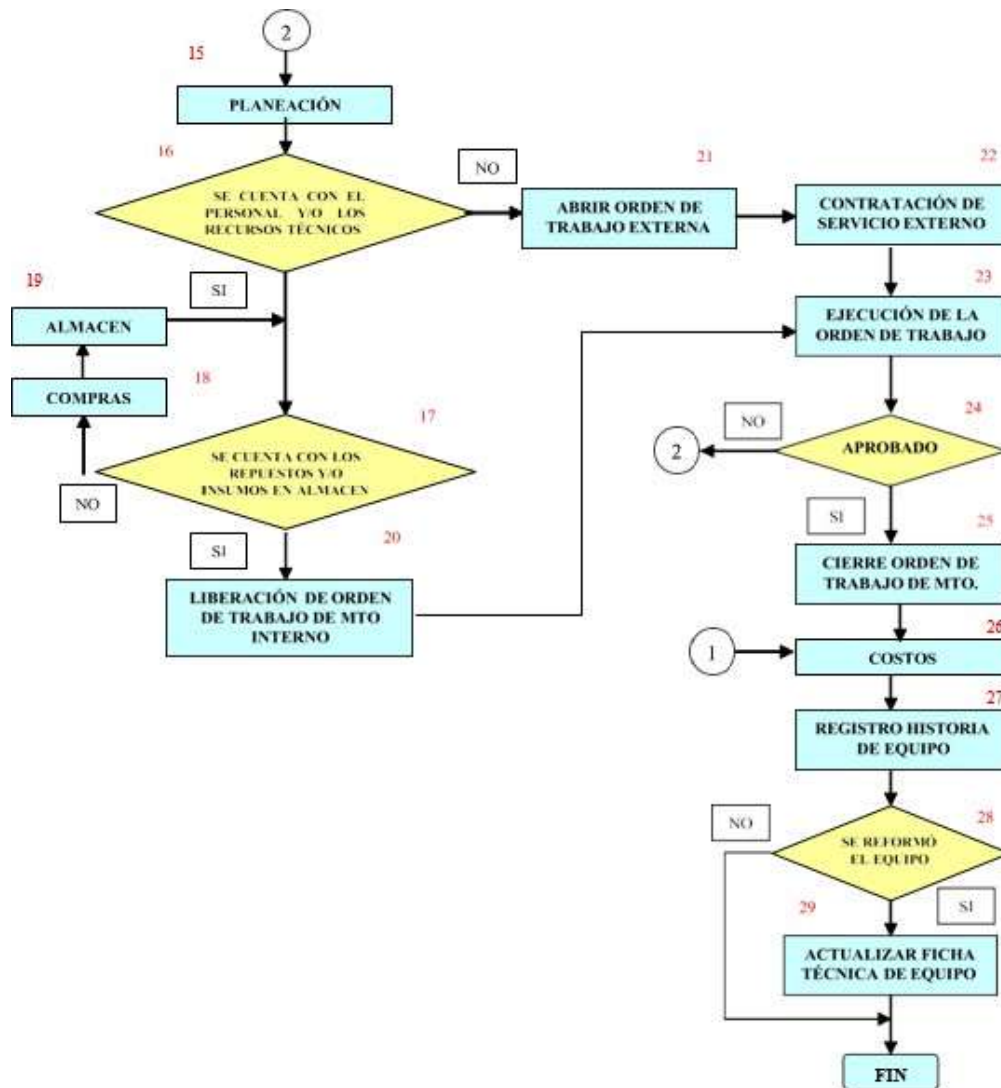 2
15
PLANEACIÓN
16
SE CUENTA CON EL
PERSONAL Y/O LOS
RECURSOS TÉCNICOS
NO
21
ABRIR ORDEN DE
TRABAJO EXTERNA
22
CONTRATACIÓN DE
SERVICIO EXTERNO
SI
19
ALMACEN
18
COMPRAS
17
SE CUENTA CON LOS
REPUESTOS Y/O
INSUMOS EN ALMACEN
NO
SI
20
LIBERACIÓN DE ORDEN
DE TRABAJO DE MTO
INTERNO
23
EJECUCIÓN DE LA
ORDEN DE TRABAJO
24
APROBADO
NO
2
SI
25
CIERRE ORDEN DE
TRABAJO DE MTO.
26
1
COSTOS
27
REGISTRO HISTORIA
DE EQUIPO
28
SE REFORMÓ
EL EQUIPO
NO
SI
29
ACTUALIZAR FICHA
TÉCNICA DE EQUIPO
FIN